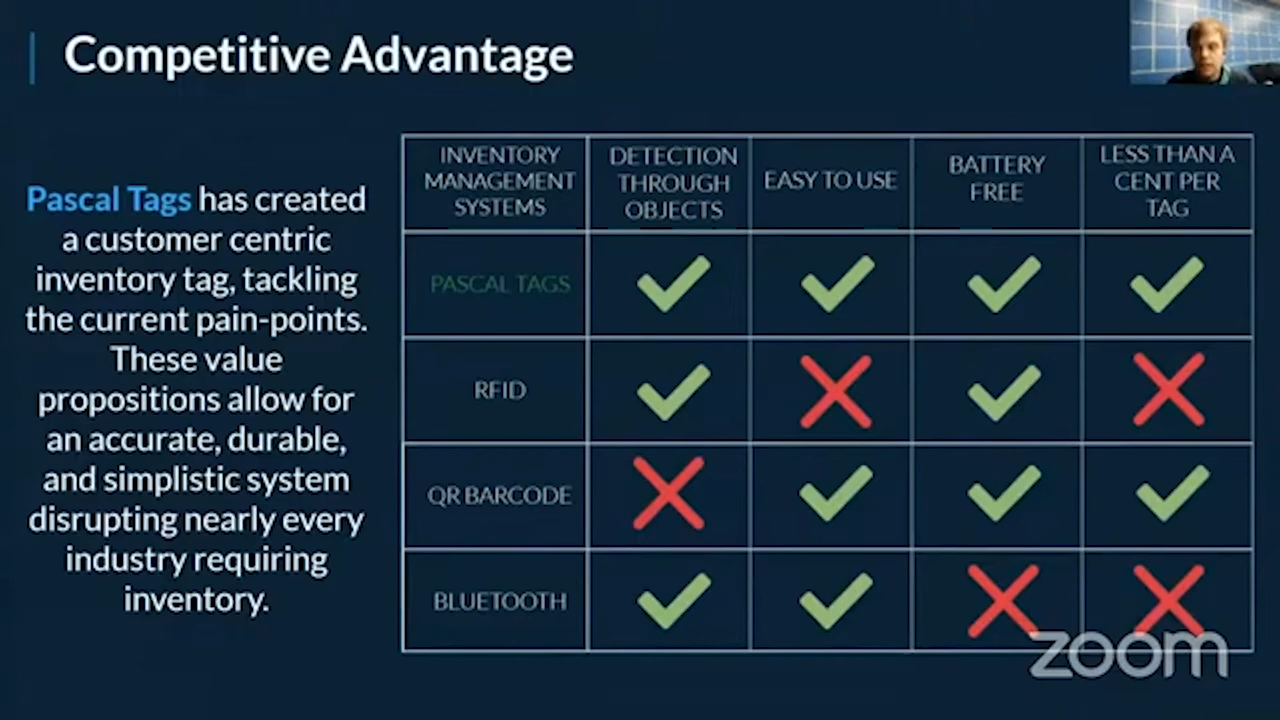 Competitive Advantage
Pascal Tags has created
a customer centric
inventory tag, tackling
the current pain-points.
These value
propositions allow for
an accurate, durable,
and simplistic system
disrupting nearly every
industry requiring
inventory.
INVENTORY
MANAGEMENT
SYSTEMS
DETECTION
THROUGH
OBJECTS
EASY TO USE
BATTERY
FREE
LESS THAN A
CENT PER
TAG
PASCAL TAGS
RFID
QR BARCODE
BLUETOOTH
zoom